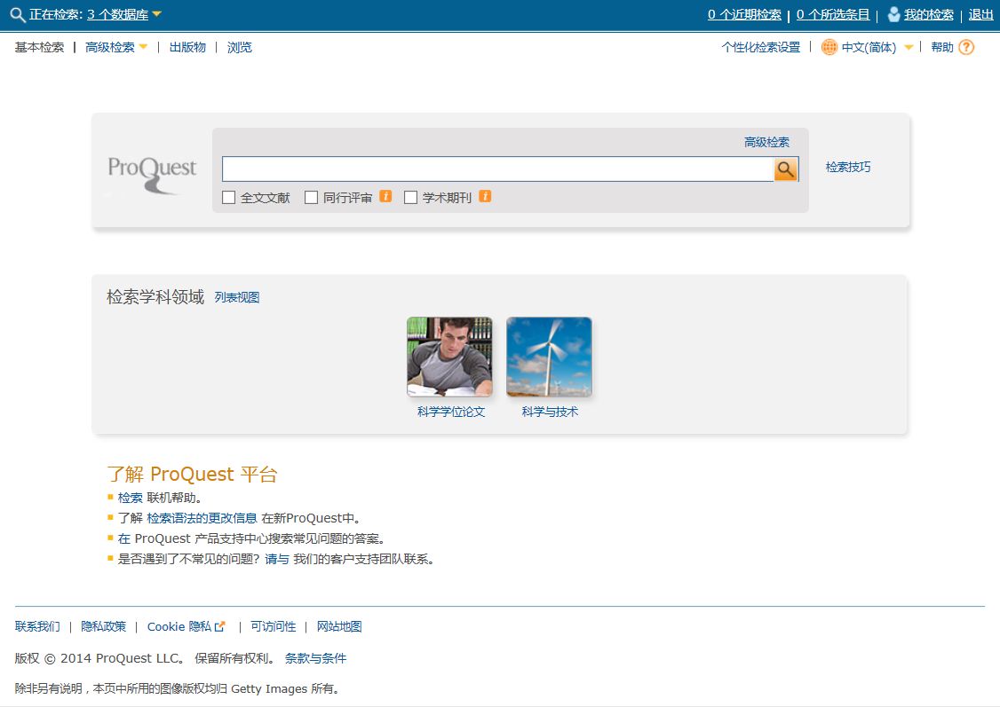 正在检索: 3 个数据库 0 个近期检索 | 0 个所选条目 | 我的检索 | 退出
基本检索 | 高级检索 | 出版物 | 浏览 个性化检索设置 | 中文(简体) | 帮助 ?
高级检索
ProQuest 检索技巧
全文文献 同行评审 i 学术期刊 i
检索学科领域 列表视图
科学学位论文 科学与技术
了解 ProQuest 平台
检索 联机帮助。
了解 检索语法的更改信息 在新ProQuest中。
在 ProQuest 产品支持中心搜索常见问题的答案。
是否遇到了不常见的问题? 请与 我们的客户支持团队联系。
联系我们 | 隐私政策 | Cookie 隐私 | 可访问性 | 网站地图
版权 © 2014 ProQuest LLC。 保留所有权利。 条款与条件
除非另有说明，本页中所用的图像版权均归 Getty Images 所有。